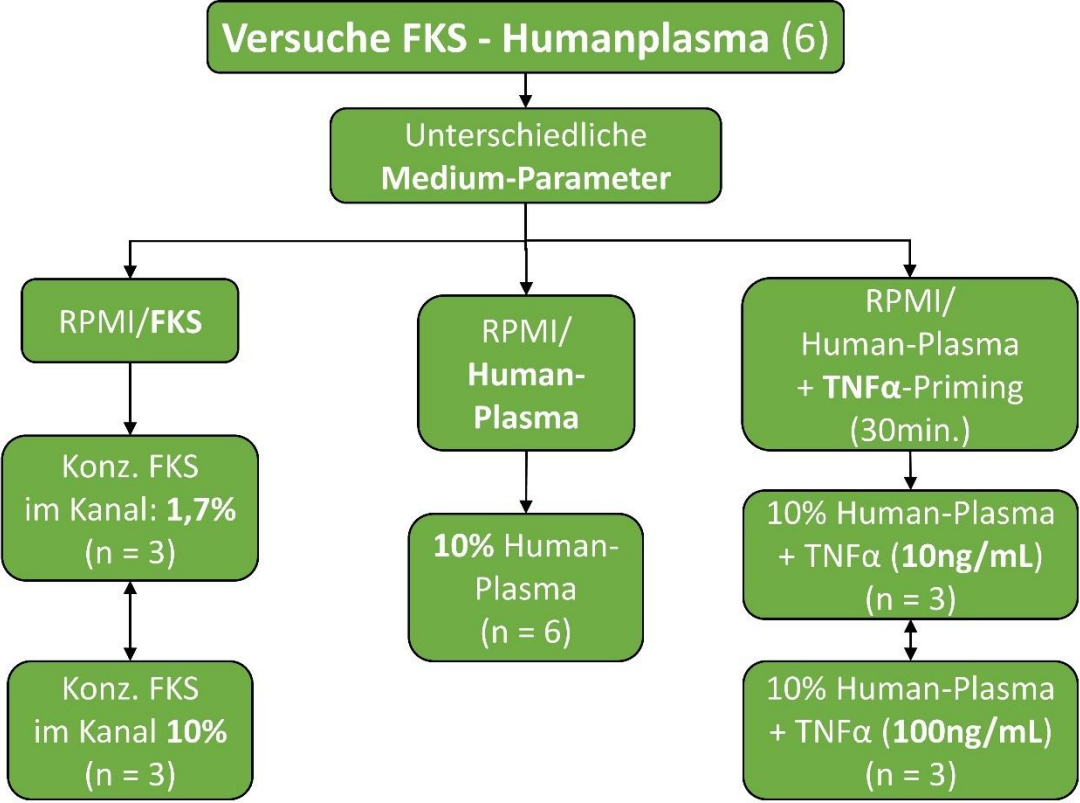 Versuche FKS - Humanplasma (6)
Unterschiedliche
Medium-Parameter
RPMI/FKS
Konz. FKS
im Kanal: 1,7%
(n = 3)
Konz. FKS
im Kanal 10%
(n = 3)
RPMI/
Human-
Plasma
10% Human-
Plasma
(n = 6)
RPMI/
Human-Plasma
+ TNFα-Priming
(30min.)
10% Human-Plasma
+ TNFα (10ng/mL)
(n = 3)
10% Human-Plasma
+ TNFα (100ng/mL)
(n = 3)